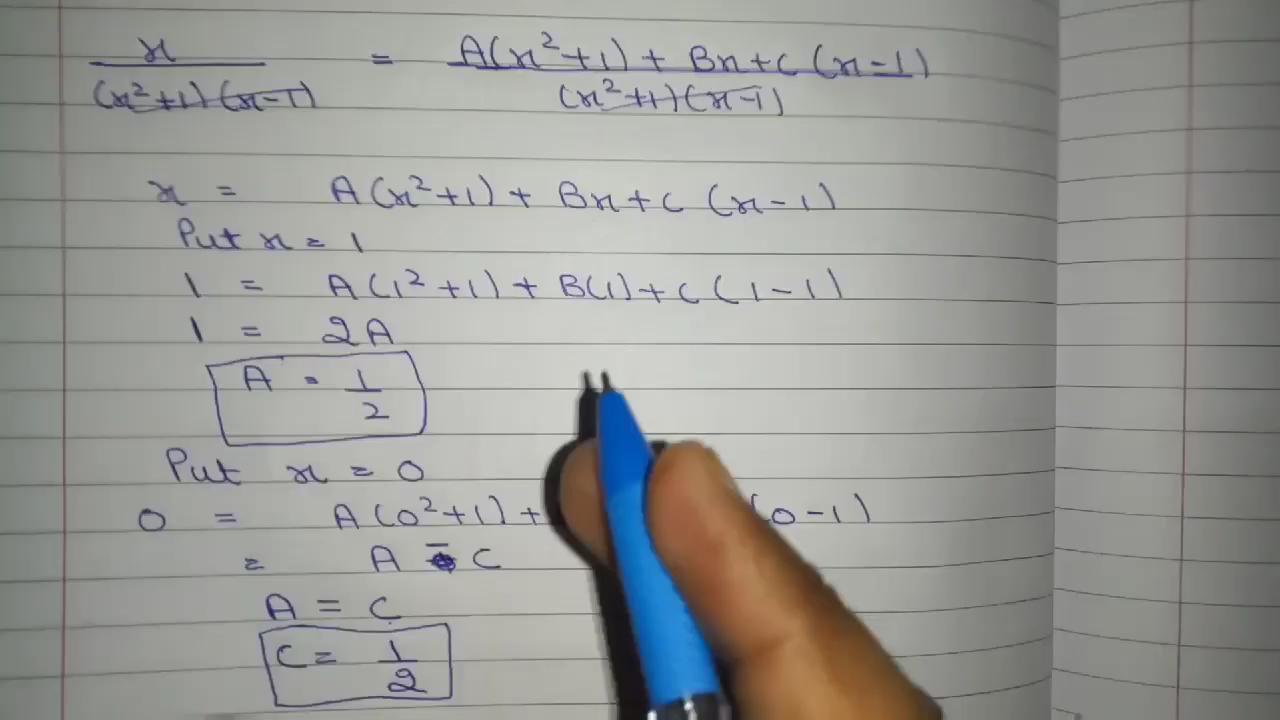 x / (x²+1)(x-1) = A(x²+1) + Bx+C (x-1) / (x²+1)(x-1)
x = A(x²+1) + Bx+C (x-1)
Put x = 1
1 = A(1²+1) + B(1)+C(1-1)
1 = 2A
A = 1/2
Put x = 0
0 = A(0²+1) + (0-1)
= A - C
A = C
C = 1/2